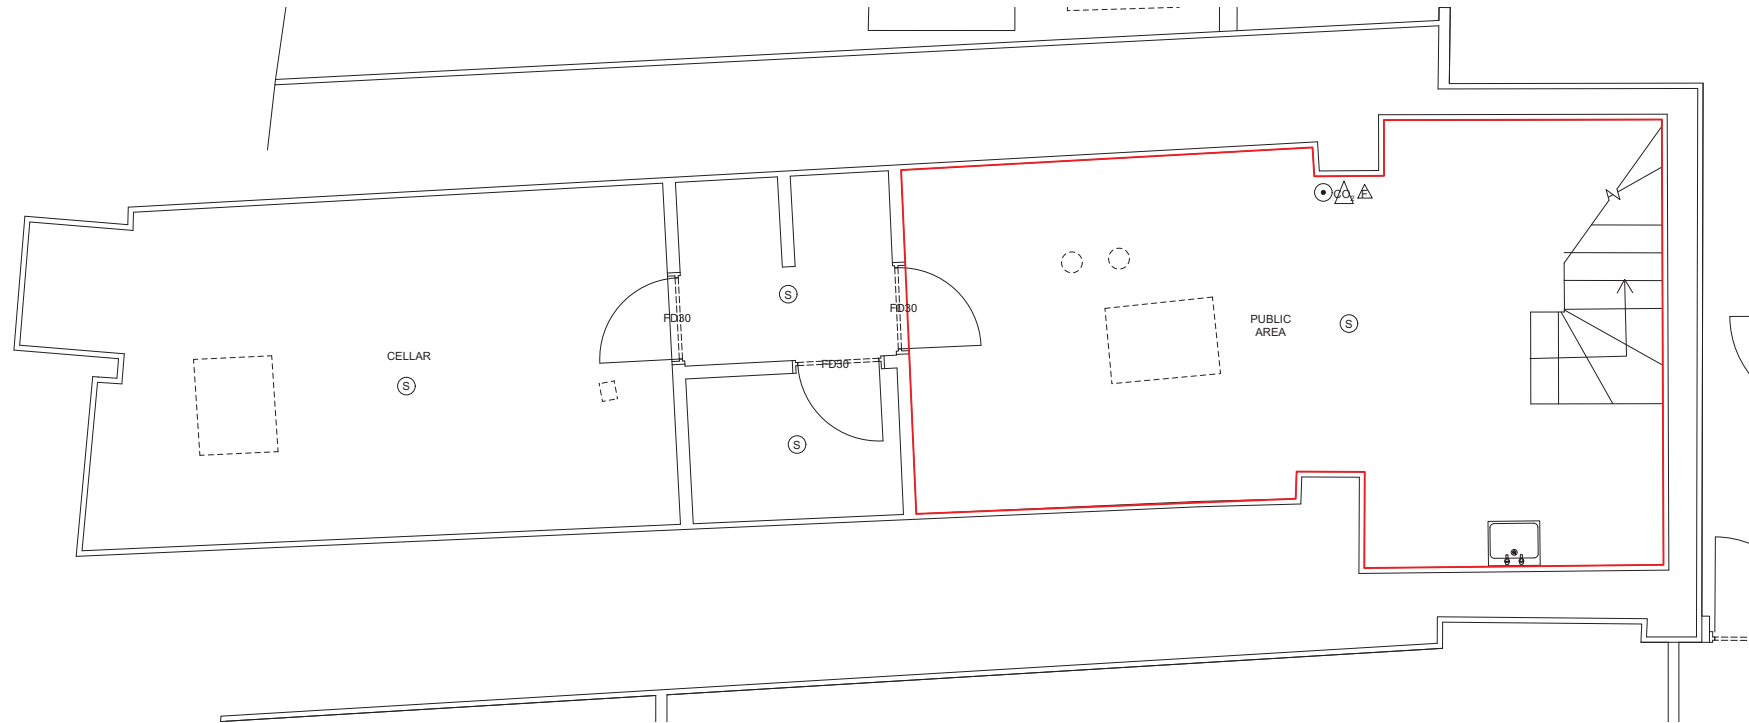 CO2 F
FD30
FD30
PUBLIC
AREA
S
S
CELLAR
S
FD30
S